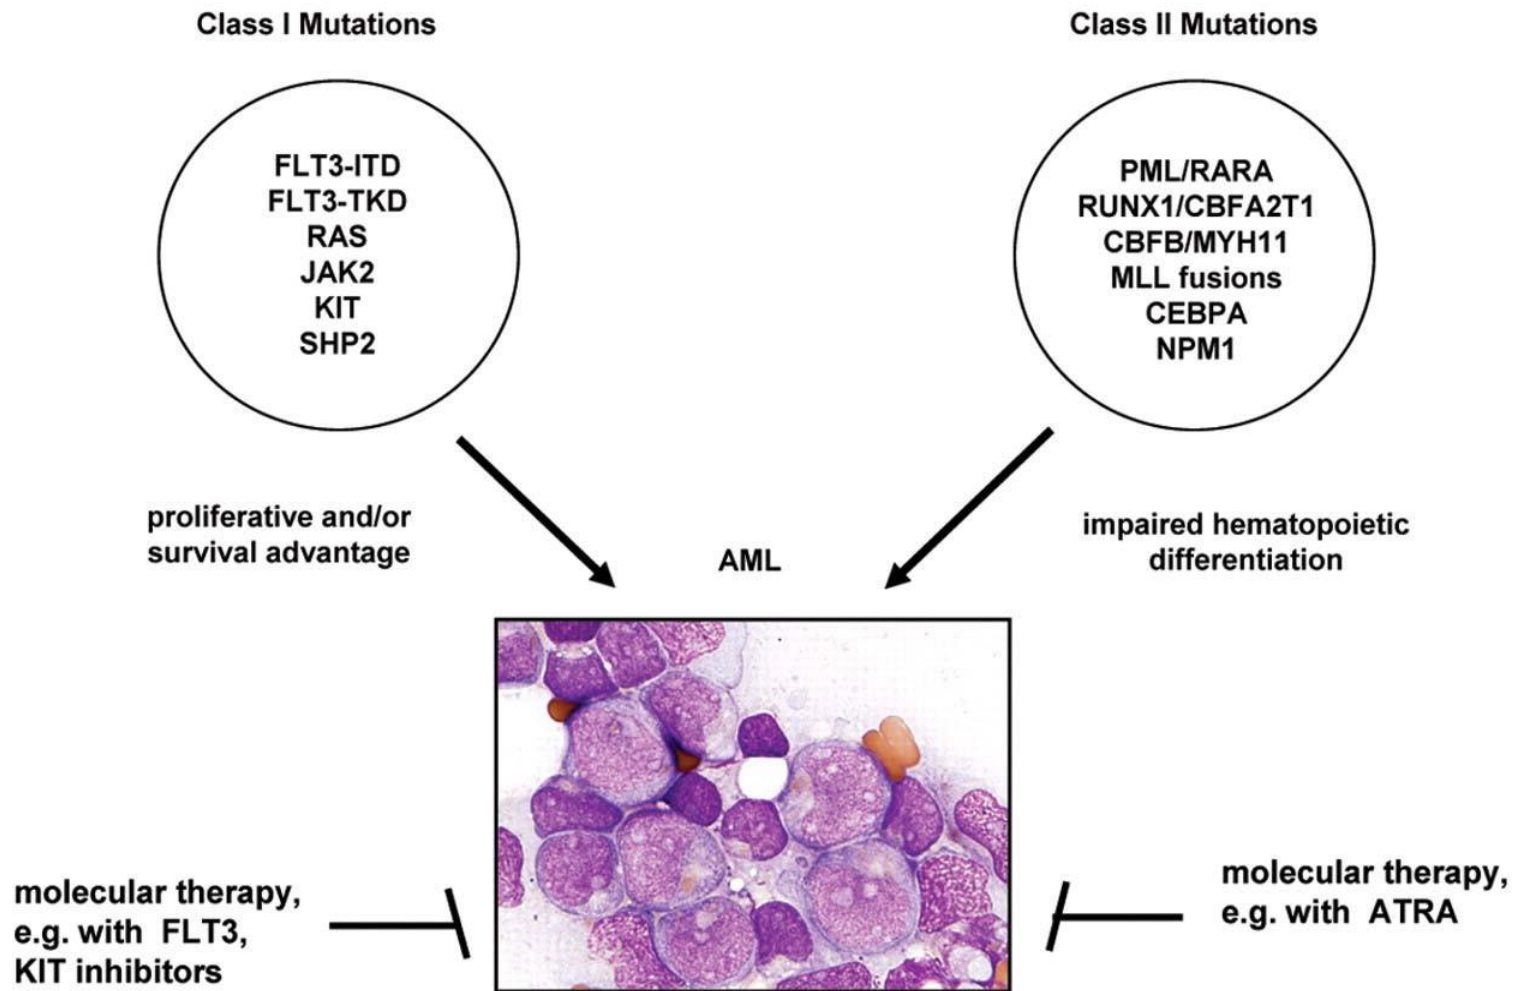 Class I Mutations
Class II Mutations
FLT3-ITD
FLT3-TKD
RAS
JAK2
KIT
SHP2
PML/RARA
RUNX1/CBFA2T1
CBFB/MYH11
MLL fusions
CEBPA
NPM1
proliferative and/or
survival advantage
AML
impaired hematopoietic
differentiation
molecular therapy,
e.g. with FLT3,
KIT inhibitors
molecular therapy,
e.g. with ATRA